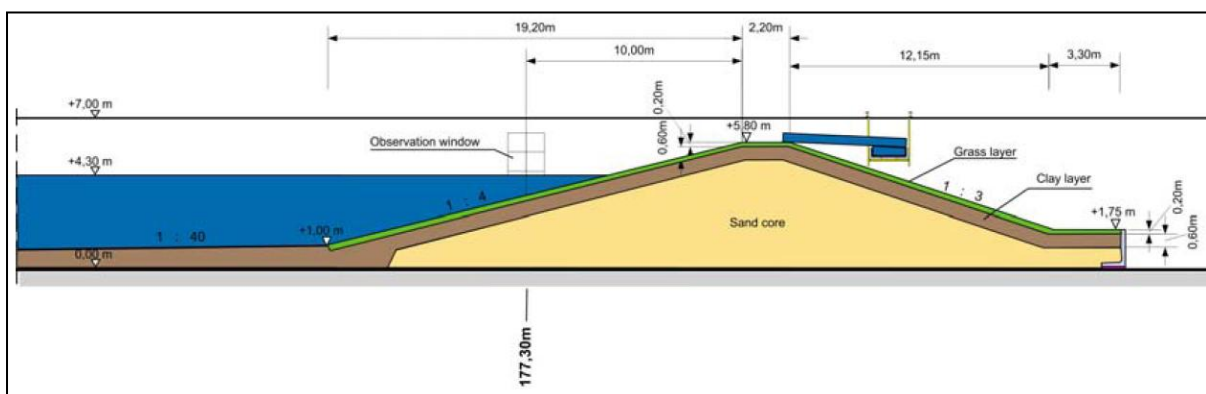 19,20m
2,20m
10,00m
12,15m
3,30m
+7,00 m
0,20m
0,60m
+5,80 m
Observation window
+4,30 m
Grass layer
1 : 4
1 : 3
Clay layer
+1,75 m
0,20m
0,60m
Sand core
1 : 40
+1,00 m
0,00 m
177,30m